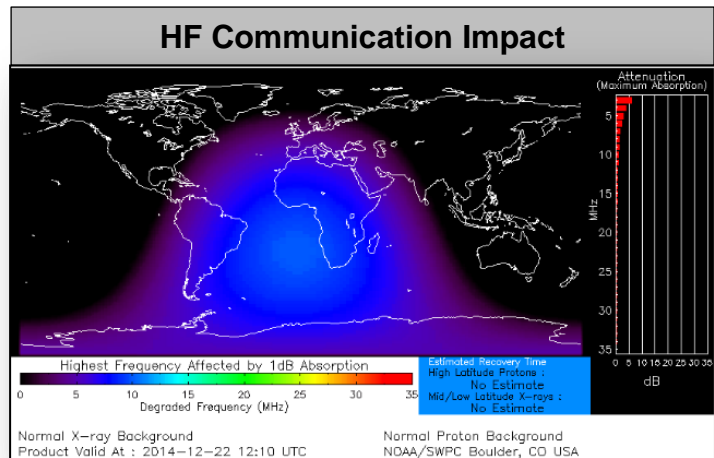 HF Communication Impact
Attenuation
(Maximum Absorption)
5
10
15
20
25
30
35
MHz
0 5 10 15 20 25 30 35
dB
Highest Frequency Affected by 1dB Absorption
0 5 10 15 20 25 30 35
Degraded Frequency (MHz)
Estimated Recovery Time
High Latitude Protons :
No Estimate
Mid/Low Latitude X-rays :
No Estimate
Normal X-ray Background
Product Valid At : 2014-12-22 12:10 UTC
Normal Proton Background
NOAA/SWPC Boulder, CO USA